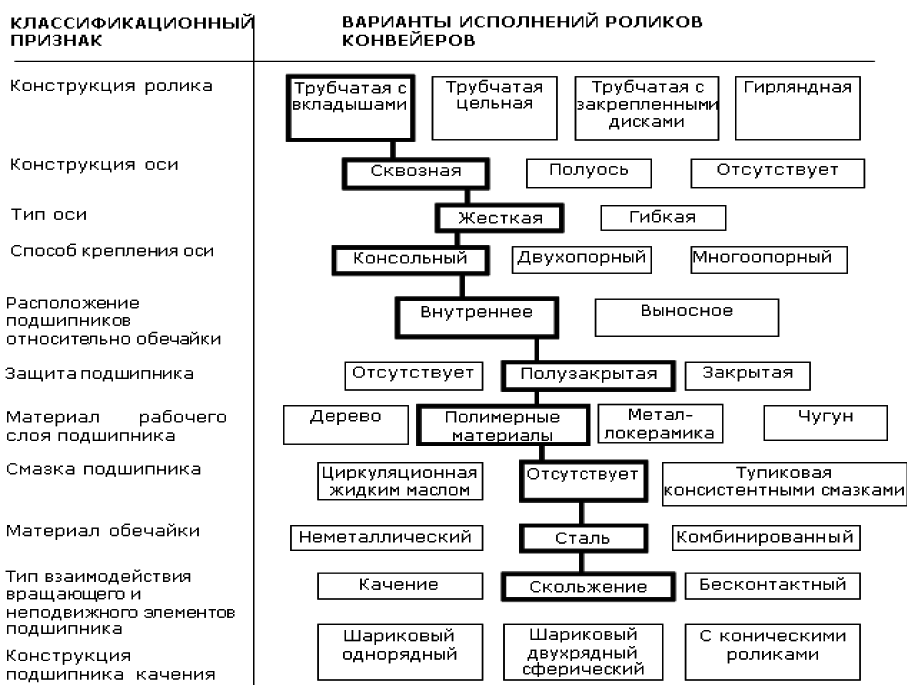 КЛАССИФИКАЦИОННЫЙ
ПРИЗНАК
ВАРИАНТЫ ИСПОЛНЕНИЙ РОЛИКОВ
КОНВЕЙЕРОВ
Конструкция ролика
Трубчатая с
вкладышами
Трубчатая
цельная
Трубчатая с
закрепленными
дисками
Гирляндная
Конструкция оси
Сквозная
Полуось
Отсутствует
Тип оси
Жесткая
Гибкая
Способ крепления оси
Консольный
Двухопорный
Многоопорный
Расположение
подшипников
относительно обечайки
Внутреннее
Выносное
Защита подшипника
Отсутствует
Полузакрытая
Закрытая
Материал рабочего
слоя подшипника
Дерево
Полимерные
материалы
Метал-
локерамика
Чугун
Смазка подшипника
Циркуляционная
жидким маслом
Отсутствует
Тупиковая
консистентными смазками
Материал обечайки
Неметаллический
Сталь
Комбинированный
Тип взаимодействия
вращающего и
неподвижного элементов
подшипника
Качение
Скольжение
Бесконтактный
Конструкция
подшипника качения
Шариковый
однорядный
Шариковый
двухрядный
сферический
С коническими
роликами